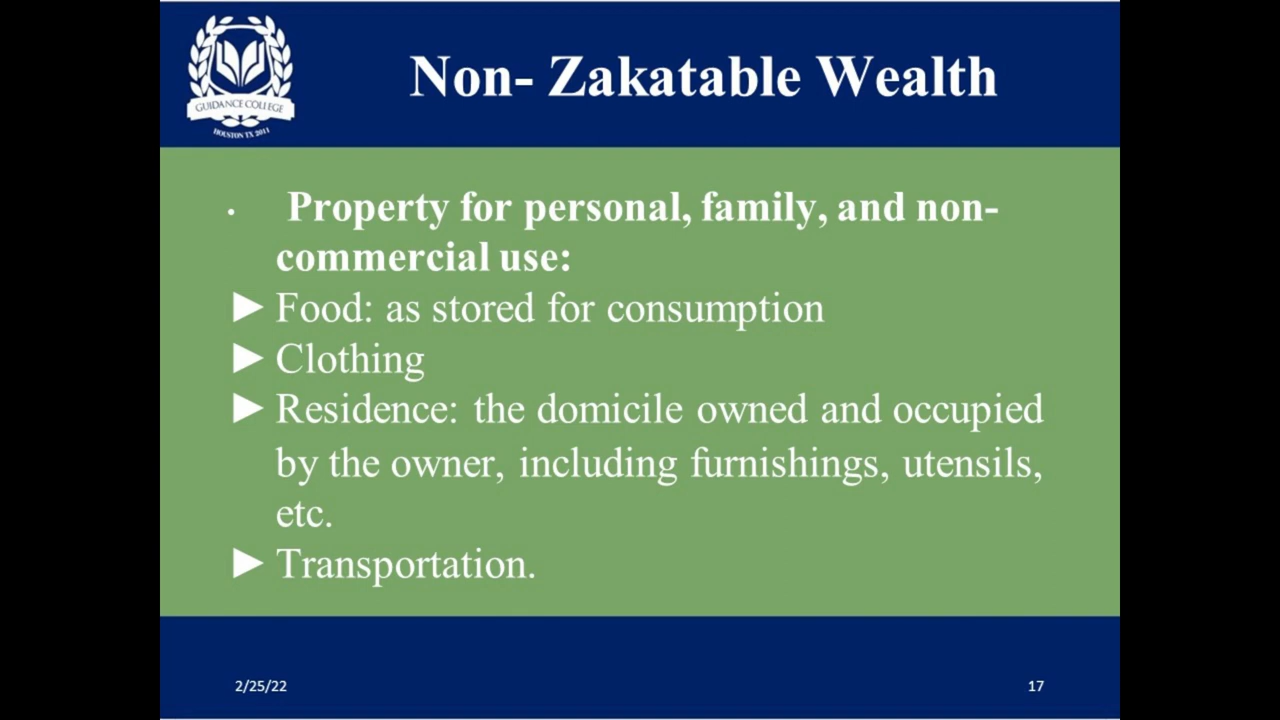 GUIDANCE COLLEGE
HOUSTON TX 2011
Non- Zakatable Wealth
• Property for personal, family, and non-
commercial use:
► Food: as stored for consumption
► Clothing
► Residence: the domicile owned and occupied
by the owner, including furnishings, utensils,
etc.
► Transportation.
2/25/22
17